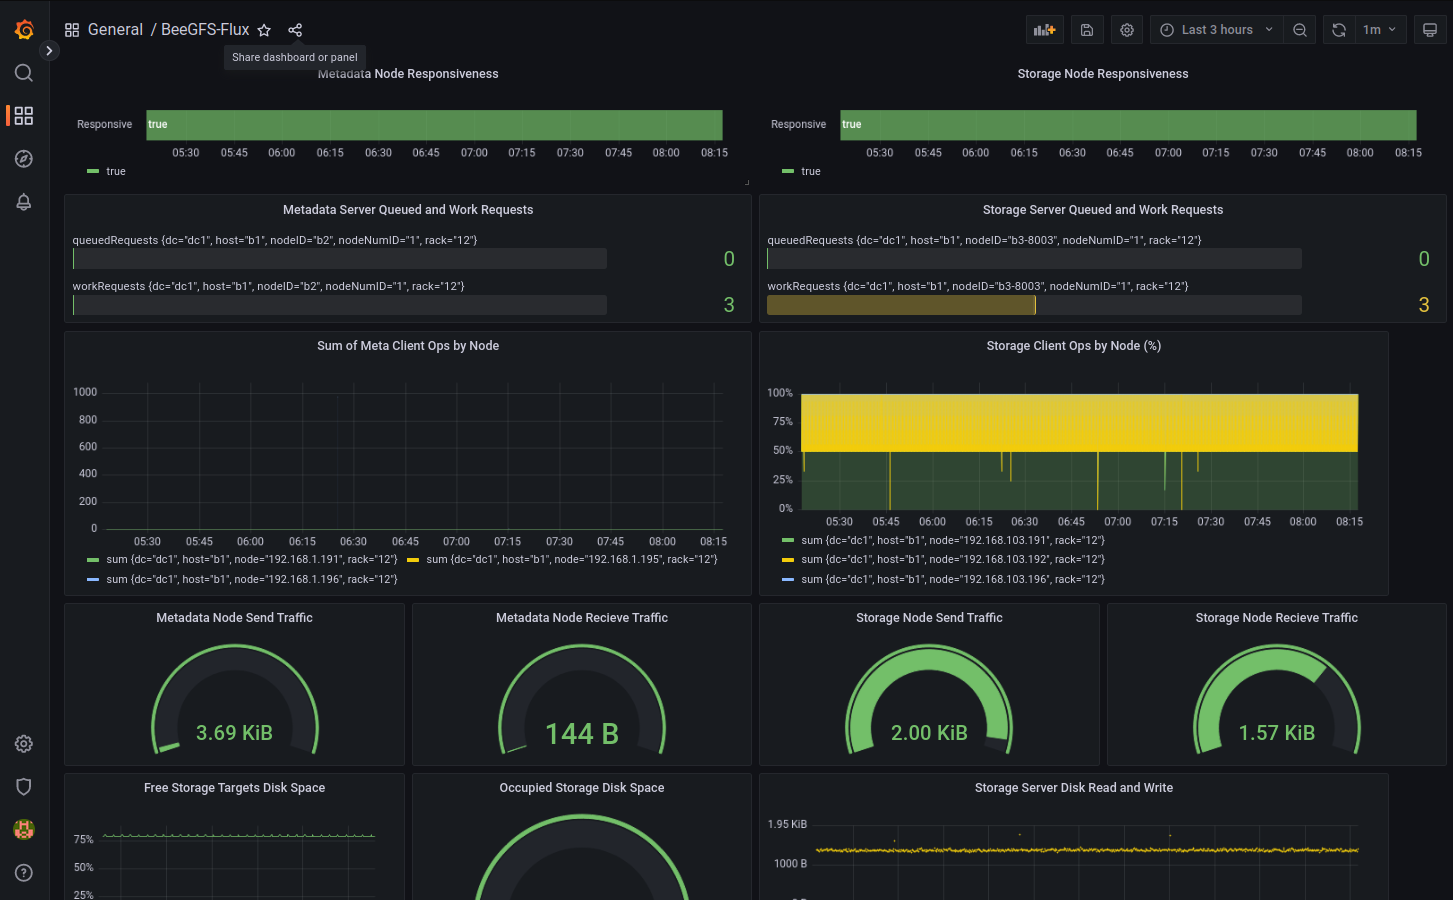 General / BeeGFS-Flux
Last 3 hours
1m
Share dashboard or panel
Metadata Node Responsiveness
Responsive
true
05:30 05:45 06:00 06:15 06:30 06:45 07:00 07:15 07:30 07:45 08:00 08:15
true
Storage Node Responsiveness
Responsive
true
05:30 05:45 06:00 06:15 06:30 06:45 07:00 07:15 07:30 07:45 08:00 08:15
true
Metadata Server Queued and Work Requests
queuedRequests {dc="dc1", host="b1", nodeID="b2", nodeNumID="1", rack="12"}
0
workRequests {dc="dc1", host="b1", nodeID="b2", nodeNumID="1", rack="12"}
3
Storage Server Queued and Work Requests
queuedRequests {dc="dc1", host="b1", nodeID="b3-8003", nodeNumID="1", rack="12"}
0
workRequests {dc="dc1", host="b1", nodeID="b3-8003", nodeNumID="1", rack="12"}
3
Sum of Meta Client Ops by Node
1000
800
600
400
200
0
05:30 05:45 06:00 06:15 06:30 06:45 07:00 07:15 07:30 07:45 08:00 08:15
sum {dc="dc1", host="b1", node="192.168.1.191", rack="12"} sum {dc="dc1", host="b1", node="192.168.1.195", rack="12"}
sum {dc="dc1", host="b1", node="192.168.1.196", rack="12"}
Storage Client Ops by Node (%)
100%
75%
50%
25%
0%
05:30 05:45 06:00 06:15 06:30 06:45 07:00 07:15 07:30 07:45 08:00 08:15
sum {dc="dc1", host="b1", node="192.168.103.191", rack="12"}
sum {dc="dc1", host="b1", node="192.168.103.192", rack="12"}
sum {dc="dc1", host="b1", node="192.168.103.196", rack="12"}
Metadata Node Send Traffic
3.69 KiB
Metadata Node Recieve Traffic
144 B
Storage Node Send Traffic
2.00 KiB
Storage Node Recieve Traffic
1.57 KiB
Free Storage Targets Disk Space
75%
50%
25%
Occupied Storage Disk Space
Storage Server Disk Read and Write
1.95 KiB
1000 B